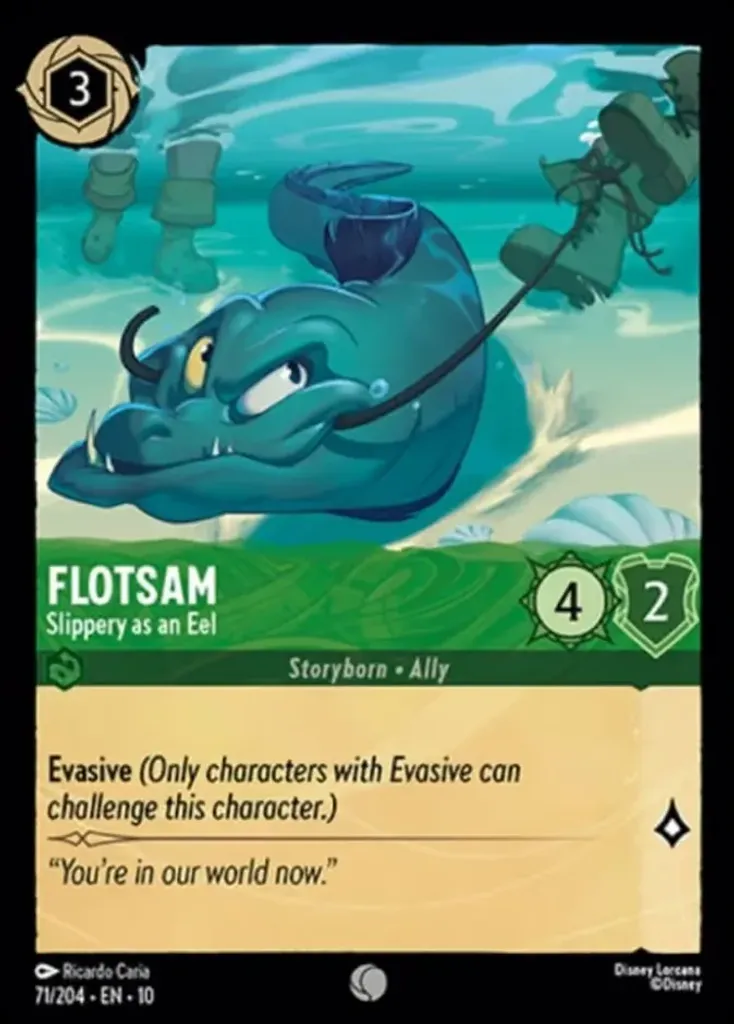 3
FLOTSAM
Slippery as an Eel
4
2
Storyborn • Ally
Evasive (Only characters with Evasive can
challenge this character.)
“You’re in our world now.”
Ricardo Caria
71/204 • EN • 10
Disney Lorcana
©Disney